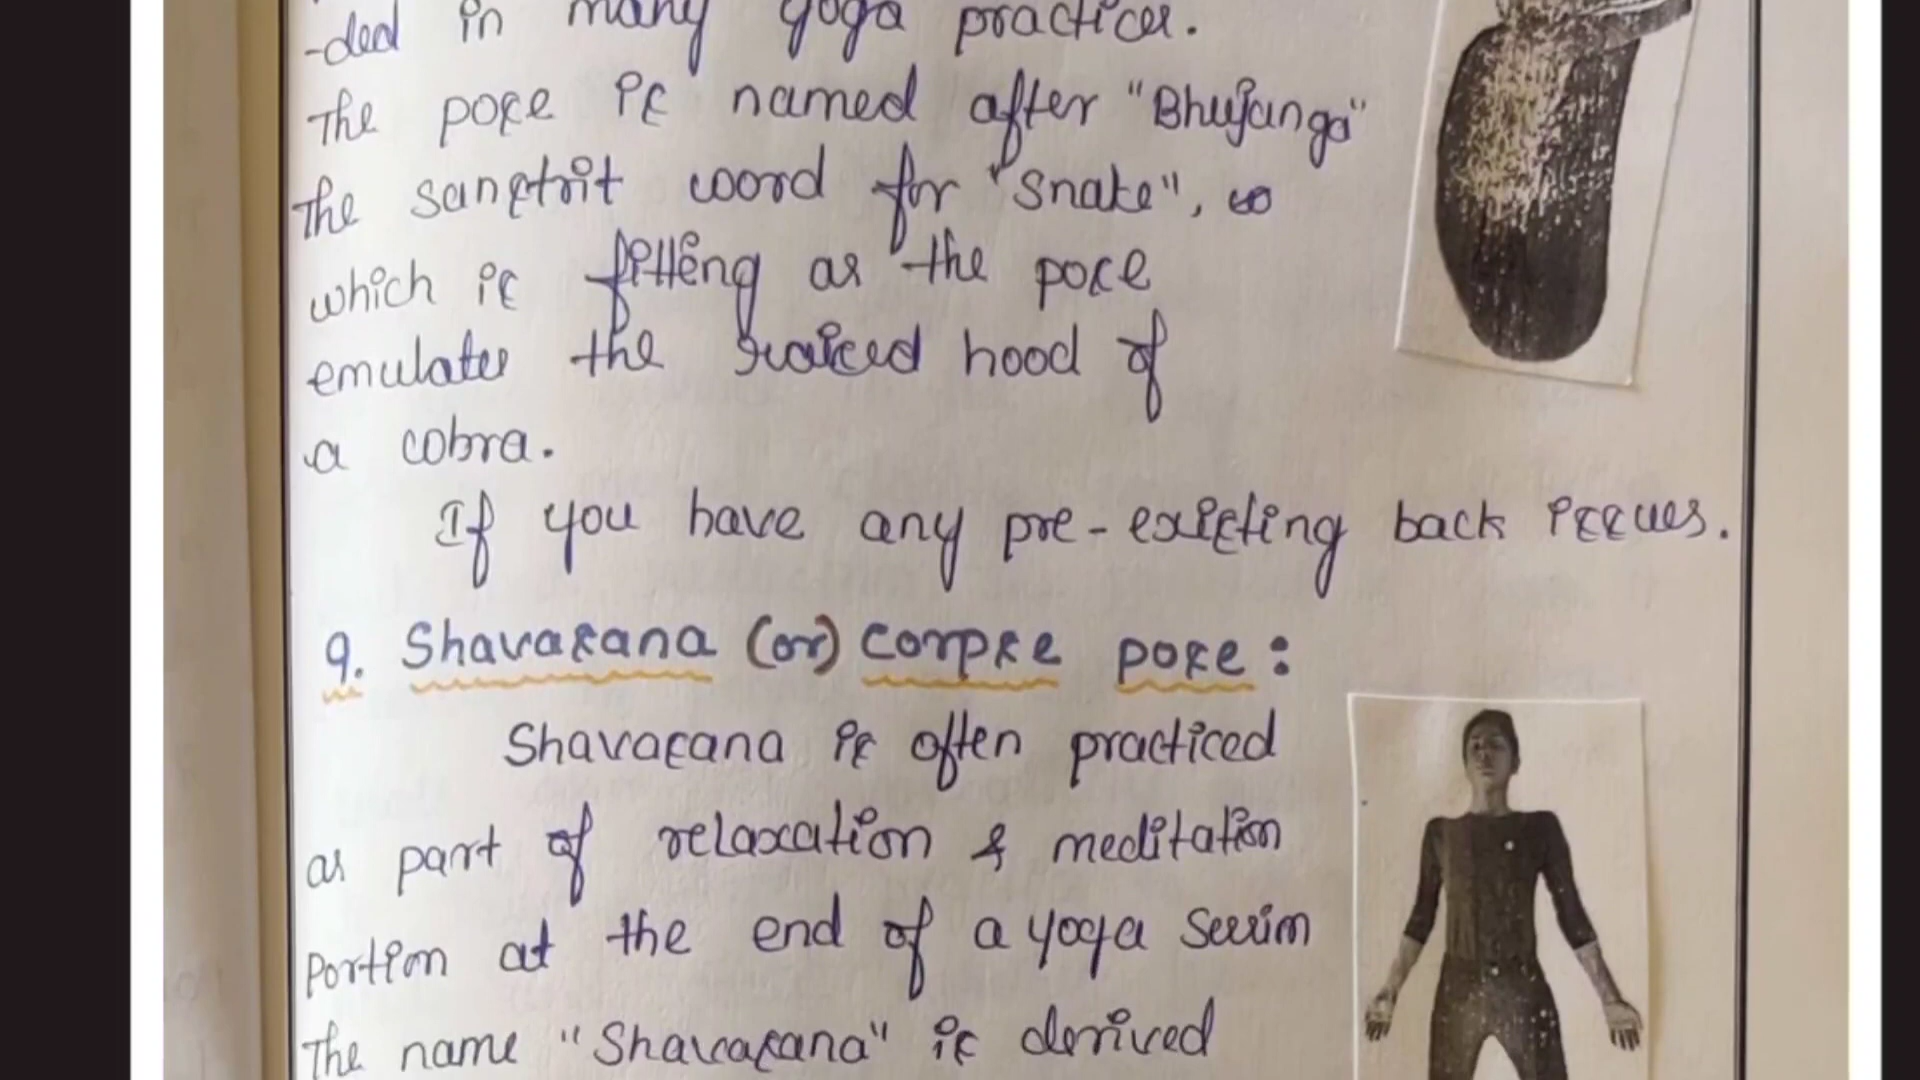 -ded in many yoga practices.
The pose is named after "Bhujanga"
The sanstrit word for "snake",
which is fitting as the pose
emulates the raised hood of
a cobra.
If you have any pre-existing back issues.
9. Shavasana (or) corpse pose:
Shavasana is often practiced
as part of relaxation & meditation
Portion at the end of a yoga session
The name "Shavasana" is derived